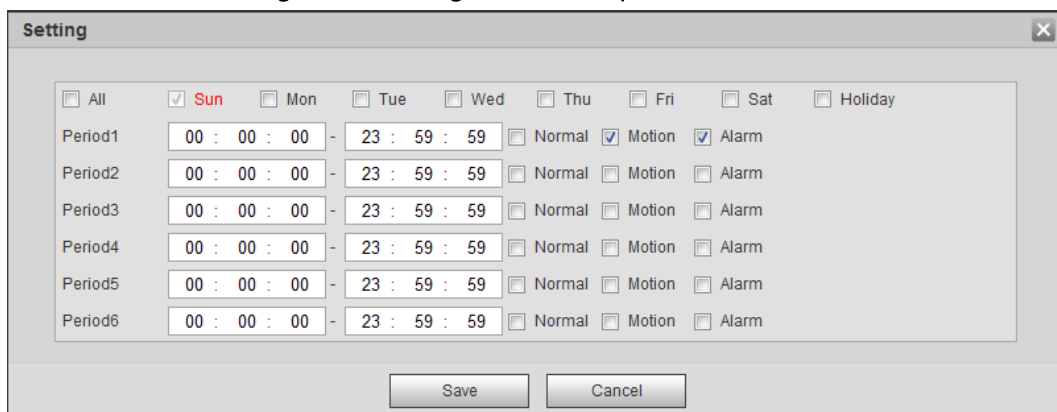 Setting
All Sun Mon Tue Wed Thu Fri Sat Holiday
Period1 00 : 00 : 00 - 23 : 59 : 59 Normal Motion Alarm
Period2 00 : 00 : 00 - 23 : 59 : 59 Normal Motion Alarm
Period3 00 : 00 : 00 - 23 : 59 : 59 Normal Motion Alarm
Period4 00 : 00 : 00 - 23 : 59 : 59 Normal Motion Alarm
Period5 00 : 00 : 00 - 23 : 59 : 59 Normal Motion Alarm
Period6 00 : 00 : 00 - 23 : 59 : 59 Normal Motion Alarm
Save Cancel